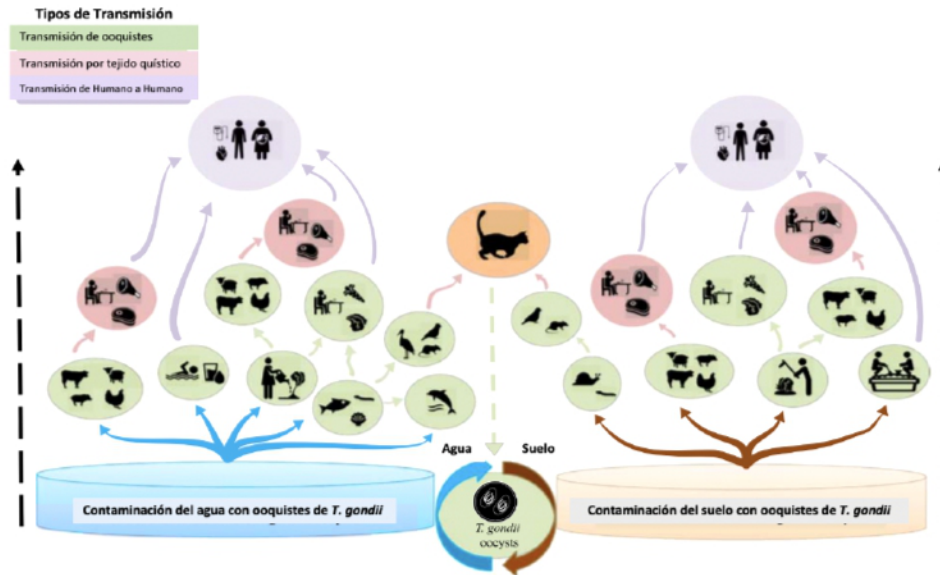 Tipos de Transmisión
Transmisión de ooquistes
Transmisión por tejido quístico
Transmisión de Humano a Humano
Agua
Suelo
Contaminación del agua con ooquistes de T. gondii
T. gondii
oocysts
Contaminación del suelo con ooquistes de T. gondii